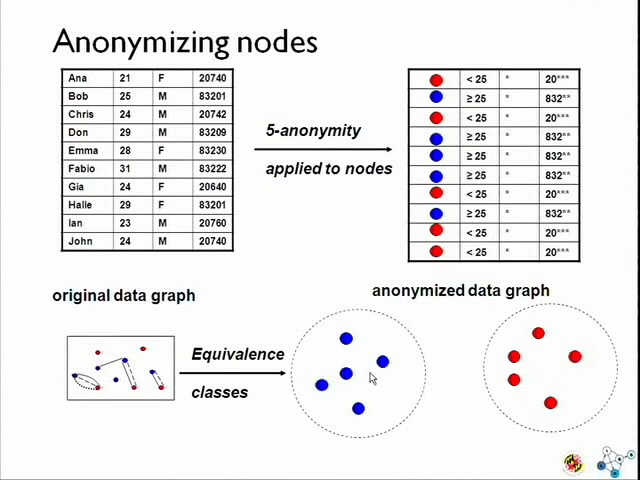 Anonymizing nodes
Ana 21 F 20740
Bob 25 M 83201
Chris 24 M 20742
Don 29 M 83209
Emma 28 F 83230
Fabio 31 M 83222
Gia 24 F 20640
Halle 29 F 83201
Ian 23 M 20760
John 24 M 20740
5-anonymity
applied to nodes
< 25 * 20***
≥ 25 * 832**
< 25 * 20***
≥ 25 * 832**
≥ 25 * 832**
≥ 25 * 832**
< 25 * 20***
≥ 25 * 832**
< 25 * 20***
< 25 * 20***
original data graph
anonymized data graph
Equivalence
classes